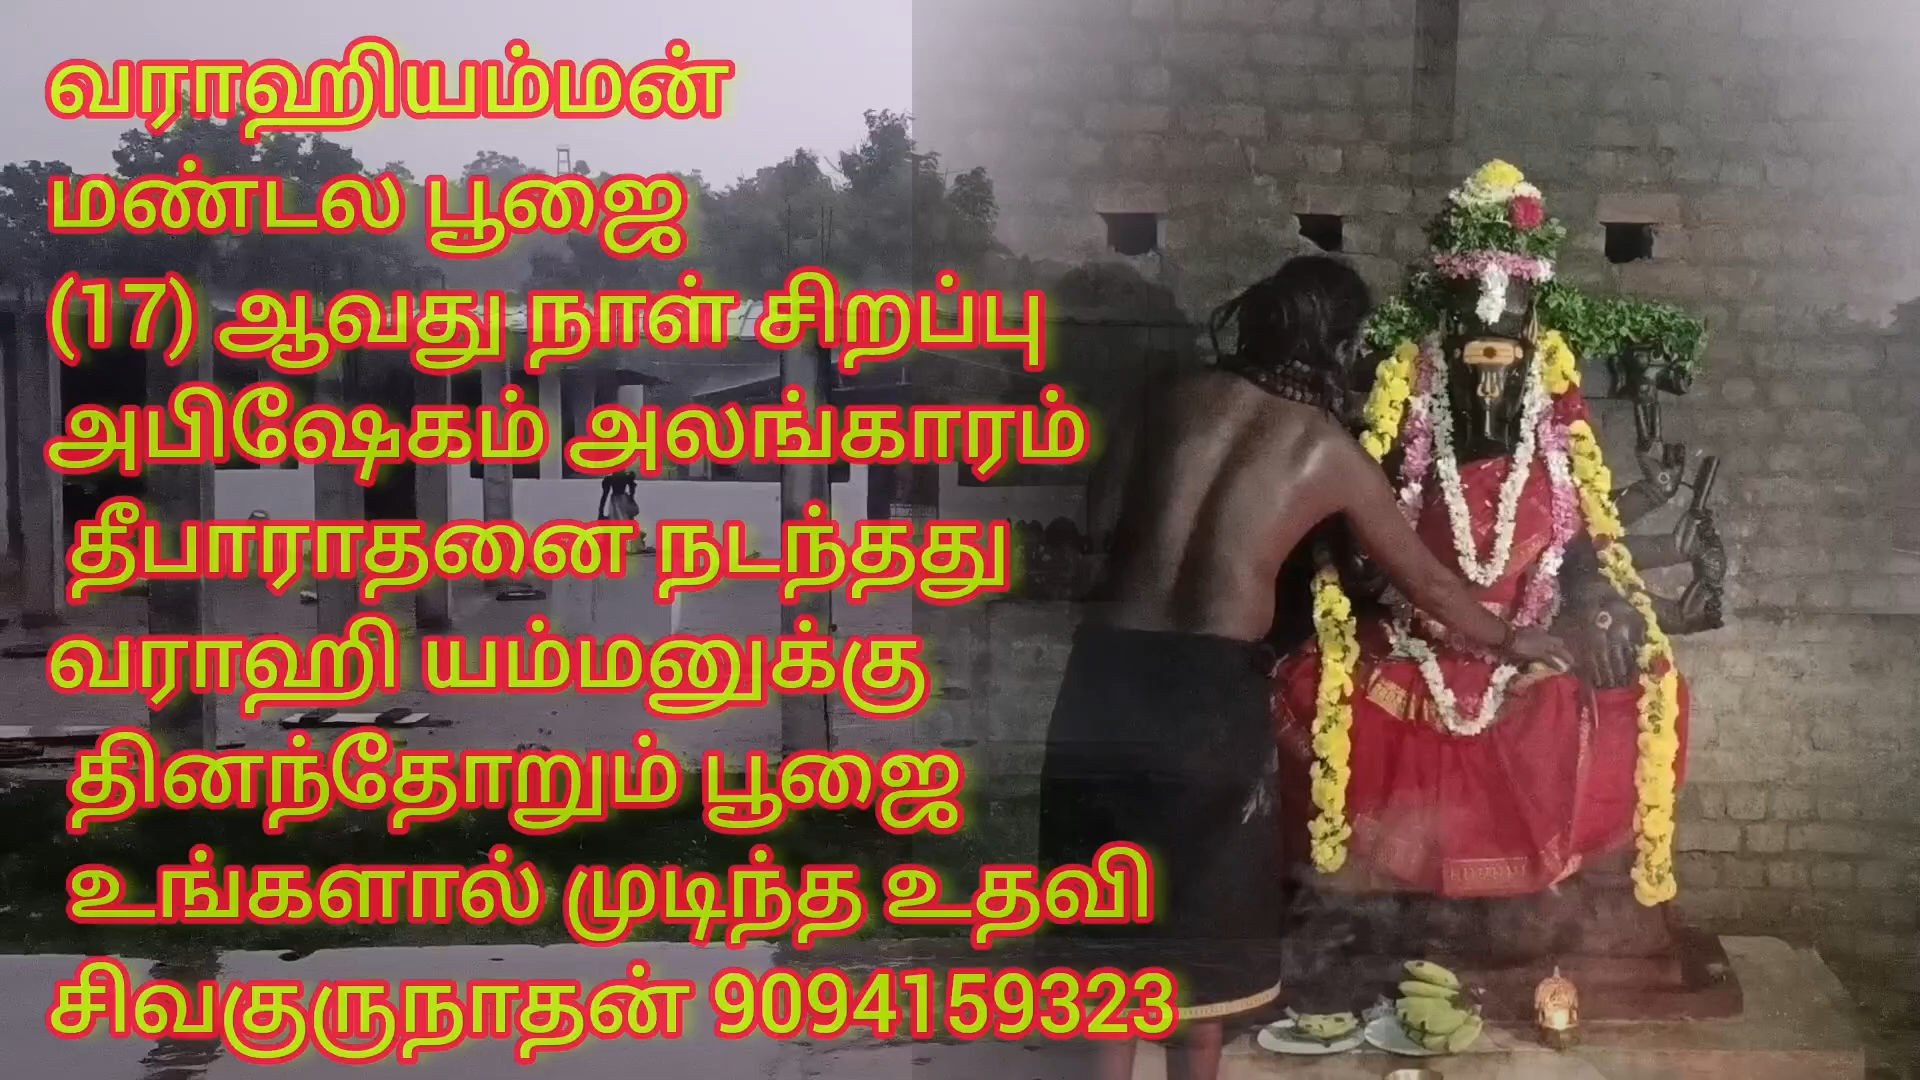 வராஹியம்மன்
மண்டல பூஜை
(17) ஆவது நாள் சிறப்பு
அபிஷேகம் அலங்காரம்
தீபாராதனை நடந்தது
வராஹி யம்மனுக்கு
தினந்தோறும் பூஜை
உங்களால் முடிந்த உதவி
சிவகுருநாதன் 9094159323